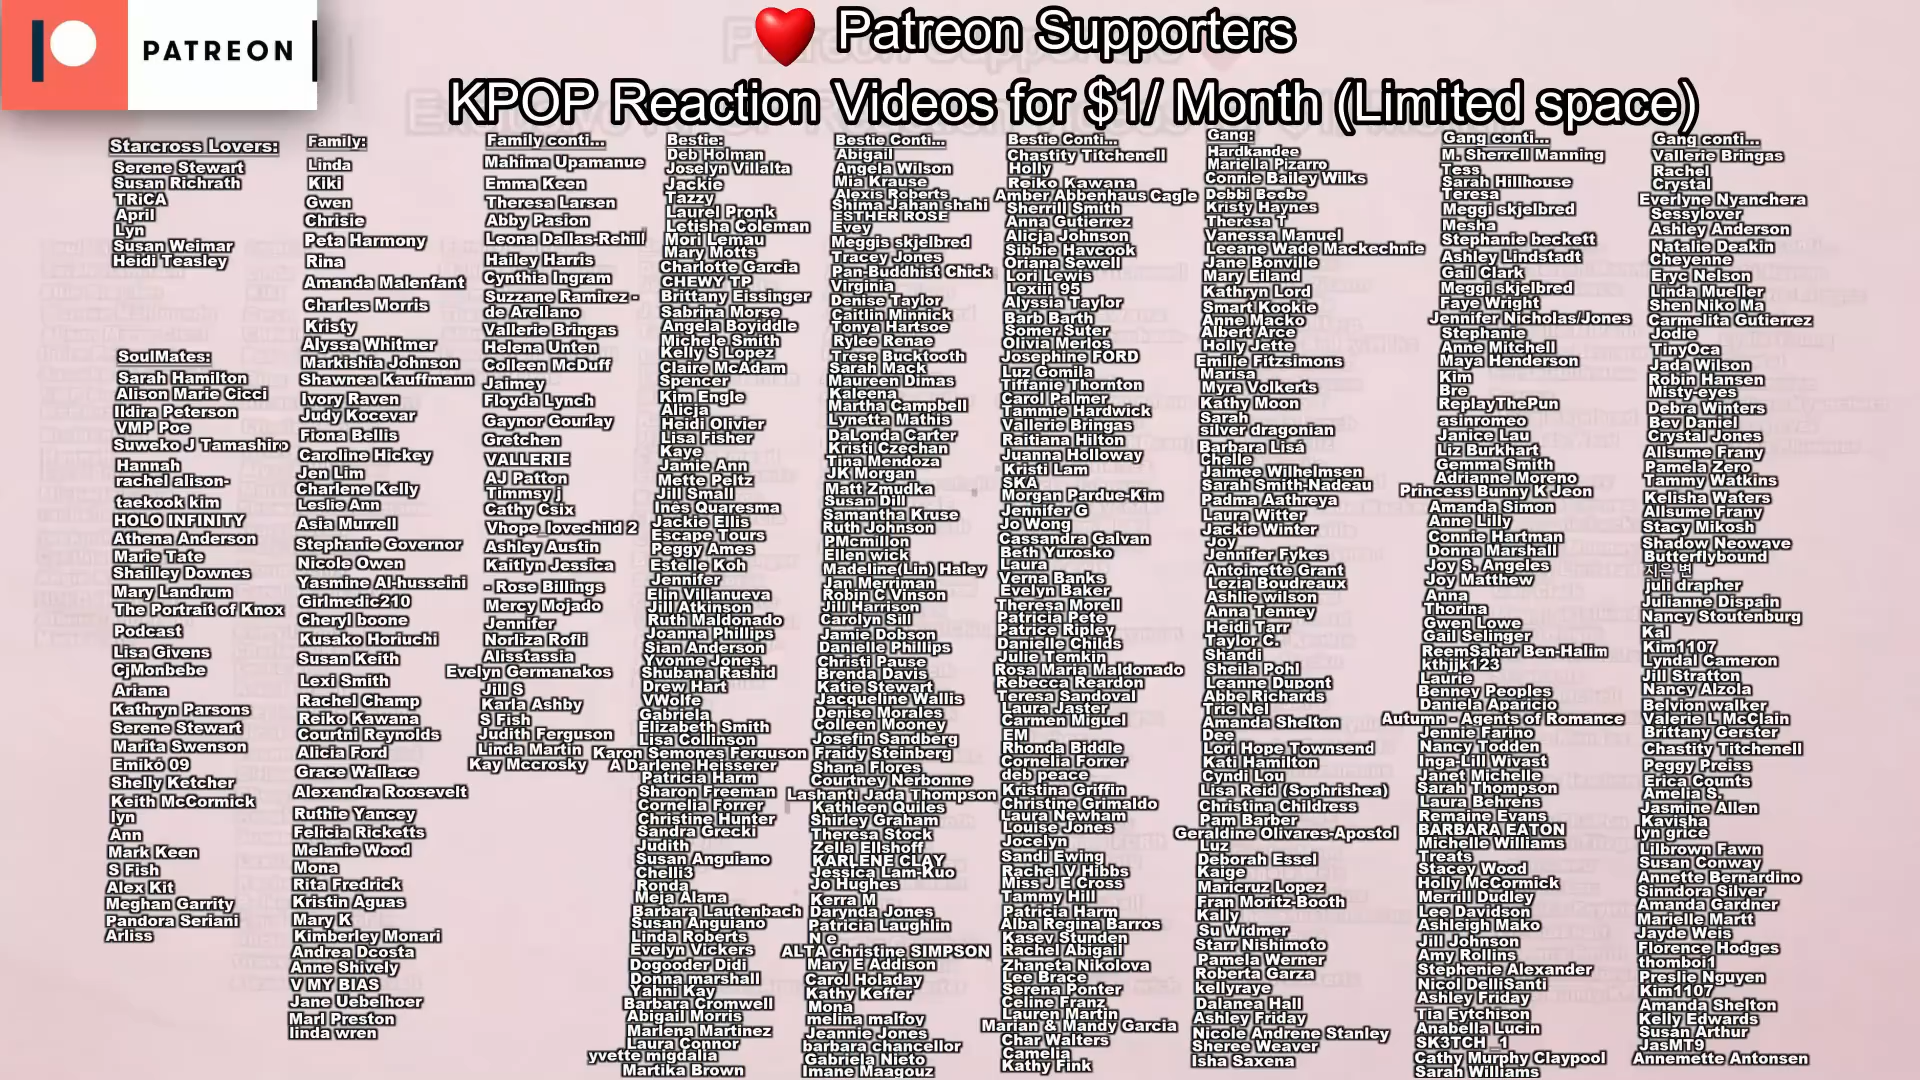 PATREON
Patreon Supporters
KPOP Reaction Videos for $1/ Month (Limited space)
Starcross Lovers:
Serene Stewart
Susan Richrath
TRiCA
April
Lyn
Susan Weimar
Heidi Teasley
SoulMates:
Sarah Hamilton
Alison Marie Cicci
Ildira Peterson
VMP Poe
Suweko J Tamashiro
Hannah
rachel alison-
taekook kim
HOLO INFINITY
Athena Anderson
Marie Tate
Shailley Downes
Mary Landrum
The Portrait of Knox
Podcast
Lisa Givens
CjMonbebe
Ariana
Kathryn Parsons
Serene Stewart
Marita Swenson
Emikó 09
Shelly Ketcher
Keith McCormick
lyn
Ann
Mark Keen
S Fish
Alex Kit
Meghan Garrity
Pandora Seriani
Arliss
Family:
Linda
Kiki
Gwen
Chrisie
Peta Harmony
Rina
Amanda Malenfant
Charles Morris
Kristy
Alyssa Whitmer
Markishia Johnson
Shawnea Kauffmann
Ivory Raven
Judy Kocevar
Fiona Bellis
Caroline Hickey
Jen Lim
Charlene Kelly
Leslie Ann
Asia Murrell
Stephanie Governor
Nicole Owen
Yasmine Al-husseini
Girlmedic210
Cheryl boone
Kusako Horiuchi
Susan Keith
Lexi Smith
Rachel Champ
Reiko Kawana
Courtni Reynolds
Alicia Ford
Grace Wallace
Alexandra Roosevelt
Ruthie Yancey
Felicia Ricketts
Melanie Wood
Mona
Rita Fredrick
Kristin Aguas
Mary K
Kimberley Monari
Andrea Dcosta
Anne Shively
V MY BIAS
Jane Uebelhoer
Marl Preston
linda wren
Family conti...
Mahima Upamanue
Emma Keen
Theresa Larsen
Abby Pasion
Leona Dallas-Rehill
Hailey Harris
Cynthia Ingram
Suzzane Ramirez -
de Arellano
Vallerie Bringas
Helena Unten
Colleen McDuff
Jaimey
Floyda Lynch
Gaynor Gourlay
Gretchen
VALLERIE
AJ Patton
Timmsy j
Cathy Csix
Vhope_lovechild 2
Ashley Austin
Kaitlyn Jessica
- Rose Billings
Mercy Mojado
Jennifer
Norliza Rofli
Alisstassia
Evelyn Germanakos
Jill S
Karla Ashby
S Fish
Judith Ferguson
Linda Martin
Kay Mccrosky
Bestie:
Deb Holman
Joselyn Villalta
Jackie
Tazzy
Laurel Pronk
Letisha Coleman
Mori Lemau
Mary Motts
Charlotte Garcia
CHEWY TP
Brittany Eissinger
Sabrina Morse
Angela Boyiddle
Michele Smith
Kelly S Lopez
Claire McAdam
Spencer
Kim Engle
Alicja
Heidi Olivier
Lisa Fisher
Kaye
Jamie Ann
Mette Peltz
Jill Small
Inês Quaresma
Jackie Ellis
Escape Tours
Peggy Ames
Estelle Koh
Jennifer
Elin Villanueva
Jill Atkinson
Ruth Maldonado
Joanna Phillips
Sian Anderson
Yvonne Jones
Shubana Rashid
Drew Hart
VWolfe
Gabriela
Elizabeth Smith
Lisa Collinson
Karon Semones Ferguson
A Darlene Heisserer
Patricia Harm
Sharon Freeman
Cornelia Forrer
Christine Hunter
Sandra Grecki
Judith
Susan Anguiano
Chelli3
Ronda
Meja Alana
Barbara Lautenbach
Susan Anguiano
Linda Roberts
Evelyn Vickers
Dogooder Didi
Donna marshall
Yahni Kay
Barbara Cromwell
Abigail Morris
Marlena Martinez
Laura Connor
yvette migdalia
Martika Brown
Bestie Conti...
Abigail
Angela Wilson
Mia Krause
Alexis Roberts
Shima Jahan shahi
ESTHER ROSE
Evey
Meggis skjelbred
Tracey Jones
Pan-Buddhist Chick
Virginia
Denise Taylor
Caitlin Minnick
Tonya Hartsoe
Rylee Renae
Trese Bucktooth
Sarah Mack
Maureen Dimas
Kaleena
Martha Campbell
Lynetta Mathis
DaLonda Carter
Kristi Czechan
Tina Mendoza
J K Morgan
Matt Zmudka
Susan Dill
Samantha Kruse
Ruth Johnson
PMcmillon
Ellen wick
Madeline(Lin) Haley
Jan Merriman
Robin C Vinson
Jill Harrison
Carolyn Sill
Jamie Dobson
Danielle Phillips
Christi Pause
Brenda Davis
Katie Stewart
Jacqueline Wallis
Denise Morales
Colleen Mooney
Josefin Sandberg
Fraidy Steinberg
Shana Flores
Courtney Nerbonne
Lashanti Jada Thompson
Kathleen Quiles
Shirley Graham
Theresa Stock
Zella Ellshoff
KARLENE CLAY
Jessica Lam-Kuo
Jo Hughes
Kerra M
Darynda Jones
Patricia Laughlin
N e
ALTA christine SIMPSON
Mary E Addison
Carol Holaday
Kathy Keffer
Mona
melina malfoy
Jeannie Jones
barbara chancellor
Gabriela Nieto
Imane Maagouz
Bestie Conti...
Chastity Titchenell
Holly
Reiko Kawana
Amber Abbenhaus Cagle
Sherrill Smith
Anna Gutierrez
Alicja Johnson
Sibbie Havcook
Oriana Sewell
Lori Lewis
Lexiii 95
Alyssia Taylor
Barb Barth
Somer Suter
Olivia Merlos
Josephine FORD
Luz Gomila
Tiffanie Thornton
Carol Palmer
Tammie Hardwick
Vallerie Bringas
Raitiana Hilton
Juanna Holloway
Kristi Lam
SKA
Morgan Pardue-Kim
Jennifer G
Jo Wong
Cassandra Galvan
Beth Yurosko
Laura
Verna Banks
Evelyn Baker
Theresa Morell
Patricia Pete
Patrice Ripley
Danielle Childs
Julie Temkin
Rosa Maria Maldonado
Rebecca Reardon
Teresa Sandoval
Laura Jaster
Carmen Miguel
EM
Rhonda Biddle
Cornelia Forrer
deb peace
Kristina Griffin
Christine Grimaldo
Laura Newham
Louise Jones
Jocelyn
Sandi Ewing
Rachel V Hibbs
Miss J E Cross
Tammy Hill
Patricia Harm
Alba Regina Barros
Kasey Stunden
Rachel Abigail
Zhaneta Nikolova
Lee Brace
Serena Ponter
Celine Franz
Lauren Martin
Marian & Mandy Garcia
Char Walters
Camelia
Kathy Fink
Gang:
Hardkandee
Mariella Pizarro
Connie Bailey Wilks
Debbi Beebe
Kristy Haynes
Theresa T
Vanessa Manuel
Leeane Wade Mackechnie
Jane Bonville
Mary Eiland
Kathryn Lord
Smart Kookie
Anne Macko
Albert Arce
Holly Jette
Emilie Fitzsimons
Marisa
Myra Volkerts
Kathy Moon
Sarah
silver dragonian
Barbara Lisá
Chelle
Jaimee Wilhelmsen
Sarah Smith-Nadeau
Padma Aathreya
Laura Witter
Jackie Winter
Joy
Jennifer Fykes
Antoinette Grant
Lezia Boudreaux
Ashlie wilson
Anna Tenney
Heidi Tarr
Taylor C.
Shandi
Sheila Pohl
Leanne Dupont
Abbe Richards
Tric Nel
Amanda Shelton
Dee
Lori Hope Townsend
Kati Hamilton
Cyndi Lou
Lisa Reid (Sophrishea)
Christina Childress
Pam Barber
Geraldine Olivares-Apostol
Luz
Deborah Essel
Kaige
Maricruz Lopez
Fran Moritz-Booth
Kally
Su Widmer
Starr Nishimoto
Pamela Werner
Roberta Garza
kellyraye
Dalanea Hall
Ashley Friday
Nicole Andrene Stanley
Sheree Weaver
Isha Saxena
Gang conti...
M. Sherrell Manning
Tess
Sarah Hillhouse
Teresa
Meggi skjelbred
Mesha
Stephanie beckett
Ashley Lindstadt
Gail Clark
Meggi skjelbred
Faye Wright
Jennifer Nicholas/Jones
Stephanie
Anne Mitchell
Maya Henderson
Kim
Bre
ReplayThePun
asinromeo
Janice Lau
Liz Burkhart
Gemma Smith
Adrianne Moreno
Princess Bunny K Jeon
Amanda Simon
Anne Lilly
Connie Hartman
Donna Marshall
Joy S. Angeles
Joy Matthew
Anna
Thorina
Gwen Lowe
Gail Selinger
ReemSahar Ben-Halim
kthjjk123
Laurie
Benney Peoples
Daniela Aparicio
Autumn - Agents of Romance
Jennie Farino
Nancy Todden
Inga-Lill Wivast
Janet Michelle
Sarah Thompson
Laura Behrens
Remaine Evans
BARBARA EATON
Michelle Williams
Treats
Stacey Wood
Holly McCormick
Merrill Dudley
Lee Davidson
Ashleigh Mako
Jill Johnson
Amy Rollins
Stephenie Alexander
Nicol DelliSanti
Ashley Friday
Tia Eytchison
Anabella Lucin
SK3TCH _1
Cathy Murphy Claypool
Sarah Williams
Gang conti...
Vallerie Bringas
Rachel
Crystal
Everlyne Nyanchera
Sessylover
Ashley Anderson
Natalie Deakin
Cheyenne
Eryc Nelson
Linda Mueller
Shen Niko Ma
Carmelita Gutierrez
Jodie
TinyOca
Jada Wilson
Robin Hansen
Misty-eyes
Debra Winters
Bev Daniel
Crystal Jones
Allsume Frany
Pamela Zero
Tammy Watkins
Kelisha Waters
Allsume Frany
Stacy Mikosh
Shadow Neowave
Butterflybound
지은 변
juli drapher
Julianne Dispain
Nancy Stoutenburg
Kal
Kim1107
Lyndal Cameron
Jill Stratton
Nancy Alzola
Belvion walker
Valerie L McClain
Brittany Gerster
Chastity Titchenell
Peggy Preiss
Erica Counts
Amelia S.
Jasmine Allen
Kavisha
lyn grice
Lilbrown Fawn
Susan Conway
Annette Bernardino
Sinndora Silver
Amanda Gardner
Marielle Martt
Jayde Weis
Florence Hodges
thomboi1
Preslie Nguyen
Kim1107
Amanda Shelton
Kelly Edwards
Susan Arthur
JasMT9
Annemette Antonsen